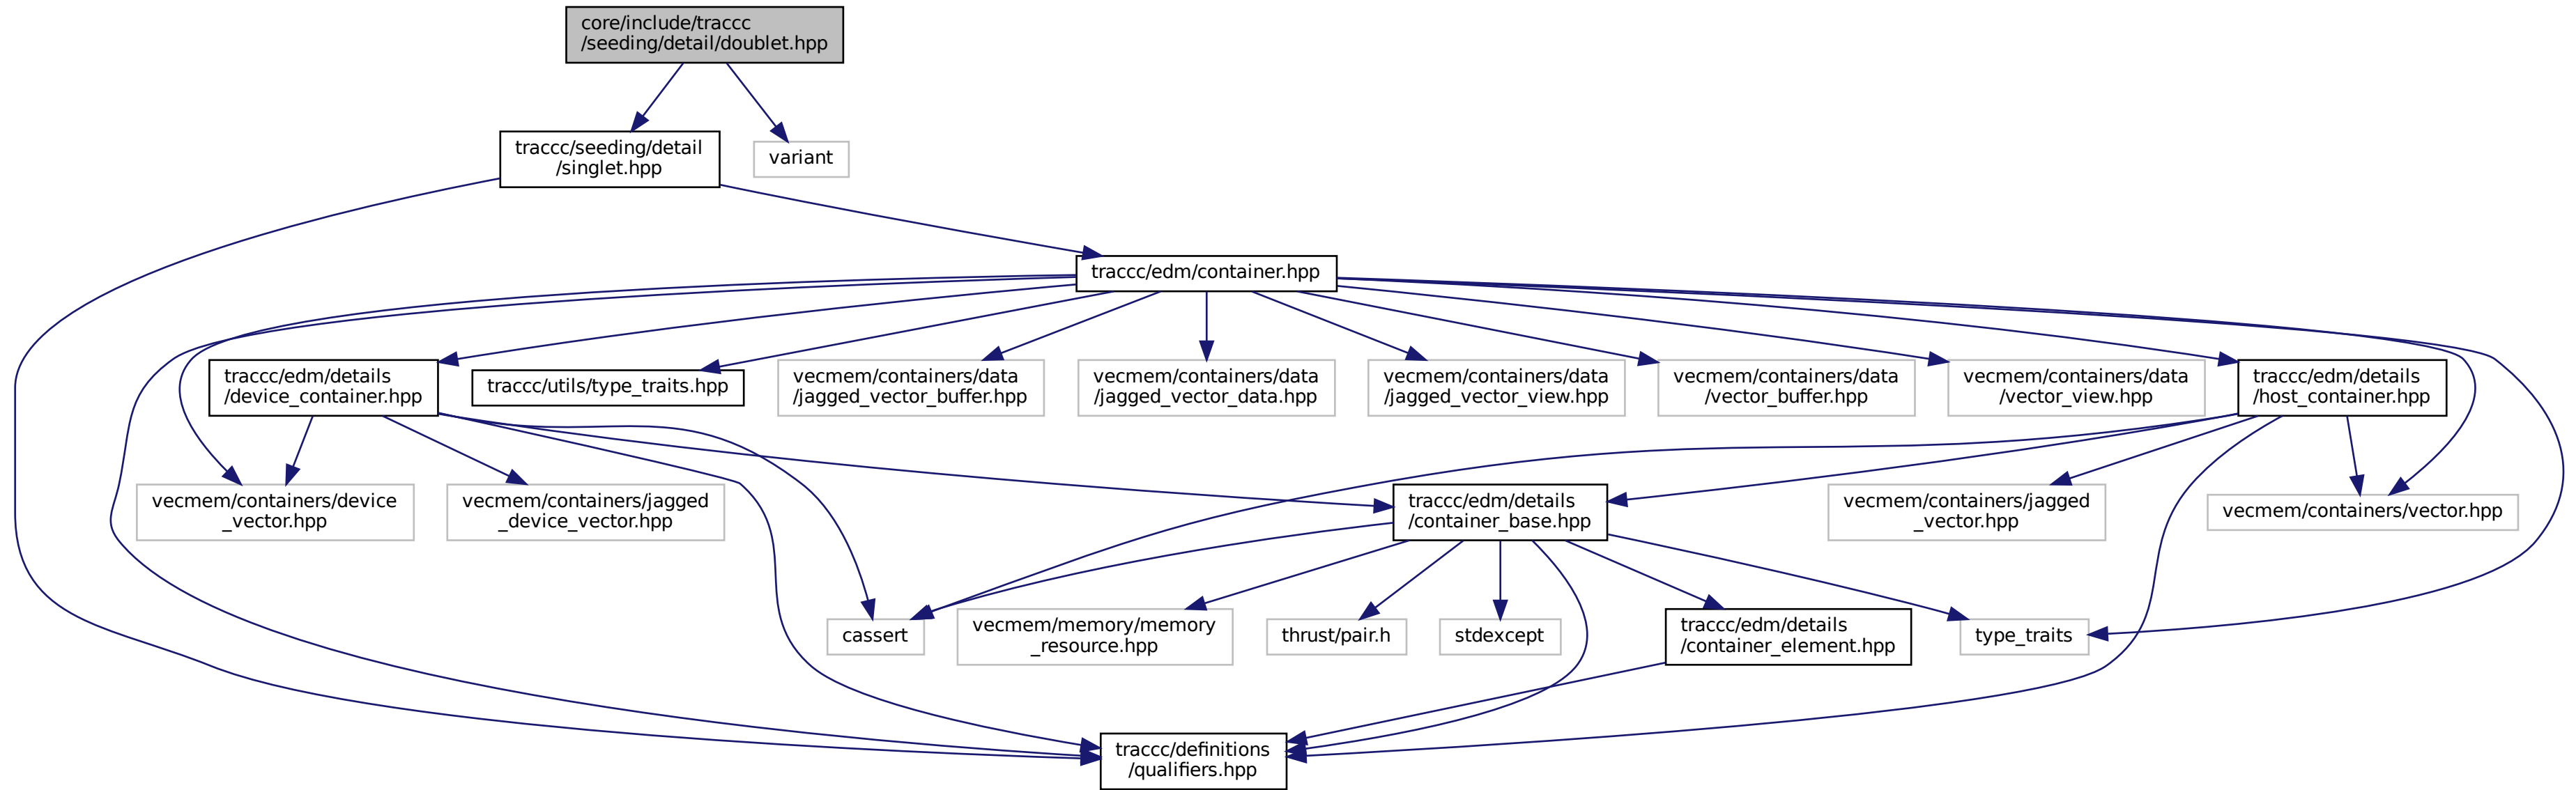 core/include/traccc
/seeding/detail/doublet.hpp
traccc/seeding/detail
/singlet.hpp
variant
traccc/edm/container.hpp
traccc/edm/details
/device_container.hpp
traccc/utils/type_traits.hpp
vecmem/containers/data
/jagged_vector_buffer.hpp
vecmem/containers/data
/jagged_vector_data.hpp
vecmem/containers/data
/jagged_vector_view.hpp
vecmem/containers/data
/vector_buffer.hpp
vecmem/containers/data
/vector_view.hpp
traccc/edm/details
/host_container.hpp
vecmem/containers/device
_vector.hpp
vecmem/containers/jagged
_device_vector.hpp
traccc/edm/details
/container_base.hpp
vecmem/containers/jagged
_vector.hpp
vecmem/containers/vector.hpp
cassert
vecmem/memory/memory
_resource.hpp
thrust/pair.h
stdexcept
traccc/edm/details
/container_element.hpp
type_traits
traccc/definitions
/qualifiers.hpp